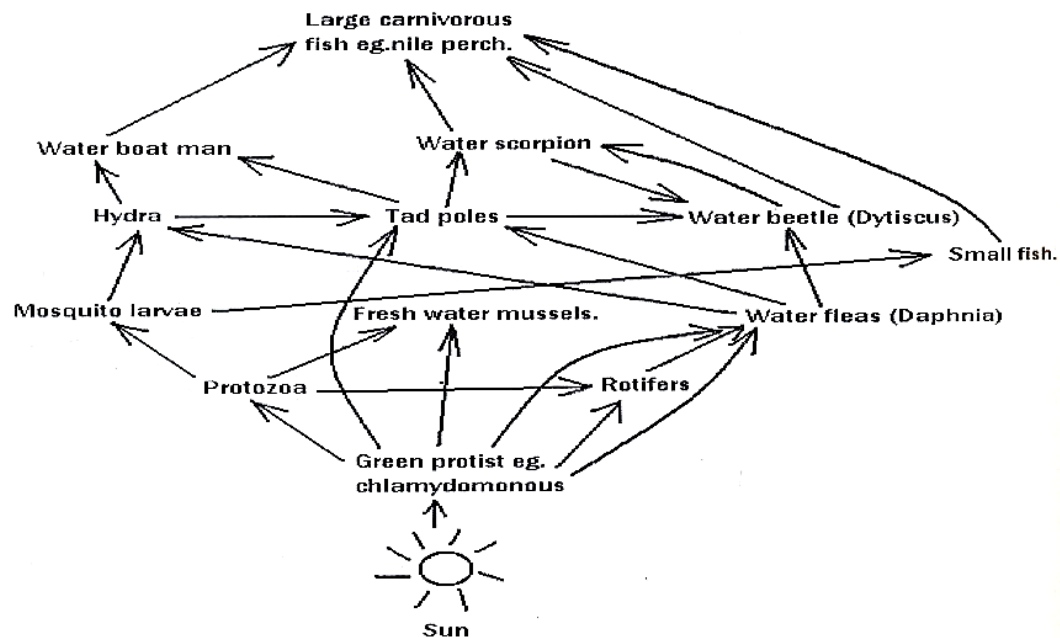 Large carnivorous
fish eg.nile perch.
Water boat man
Water scorpion
Hydra
Tad poles
Water beetle (Dytiscus)
Small fish.
Mosquito larvae
Fresh water mussels.
Water fleas (Daphnia)
Protozoa
Rotifers
Green protist eg.
chlamydomonous
Sun